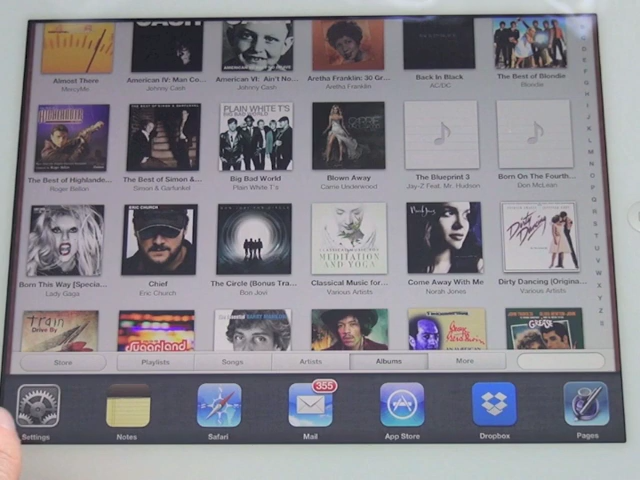 CASH
CASH
Almost There
American IV: Man Co...
American VI: Ain't No...
Aretha Franklin: 30 Gr...
Back In Black
The Best of Blondie
MercyMe
Johnny Cash
Johnny Cash
Aretha Franklin
AC/DC
Blondie
PLAIN WHITE T'S
The Best of Highlande...
The Best of Simon &...
Big Bad World
Blown Away
The Blueprint 3
Born On The Fourth...
Simon & Garfunkel
Plain White T's
Carrie Underwood
Jay-Z Feat. Mr. Hudson
Don McLean
ERIC CHURCH
MEDITATION
AND YOGA
Dirty
Dancing
Born This Way [Specia...
Chief
The Circle (Bonus Tra...
Classical Music for...
Come Away With Me
Dirty Dancing (Origina...
Lady Gaga
Eric Church
Bon Jovi
Various Artists
Norah Jones
Various Artists
train
Sugarland
GREASE
Store
Playlists
Songs
Artists
Albums
More
355
Settings
Notes
Safari
Mail
App Store
Dropbox
Pages